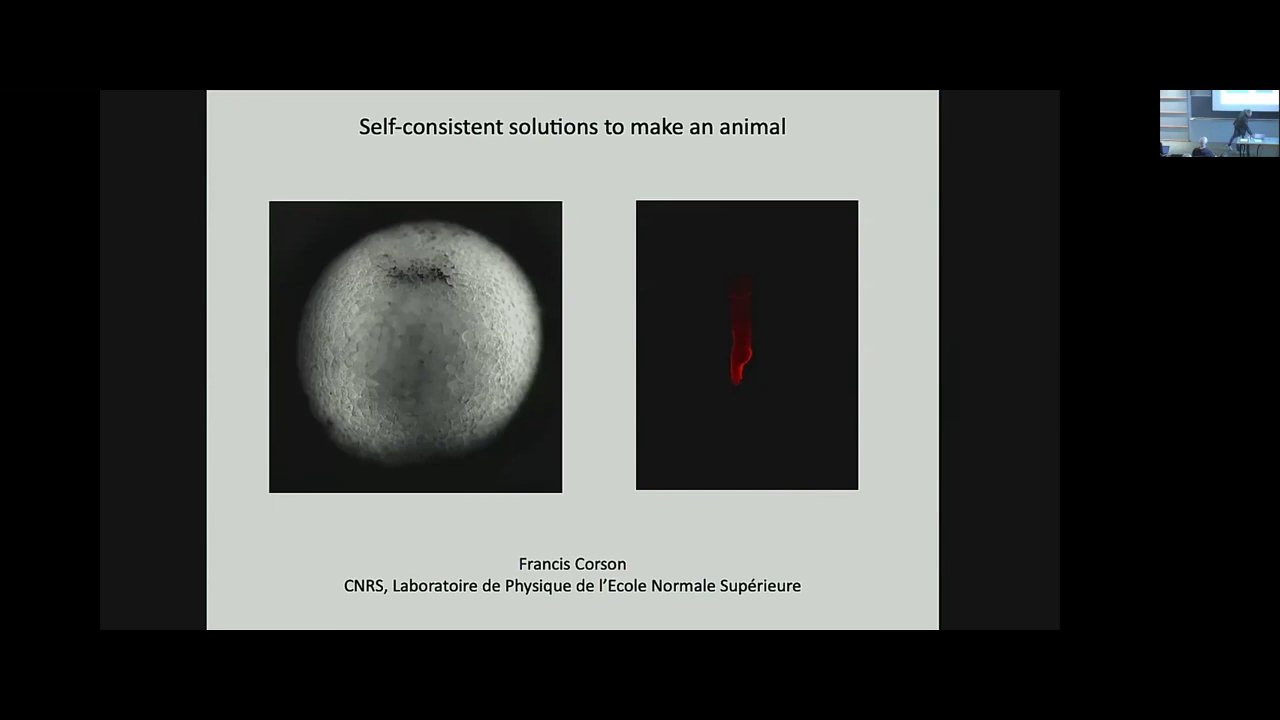 Self-consistent solutions to make an animal
Francis Corson
CNRS, Laboratoire de Physique de l’Ecole Normale Supérieure